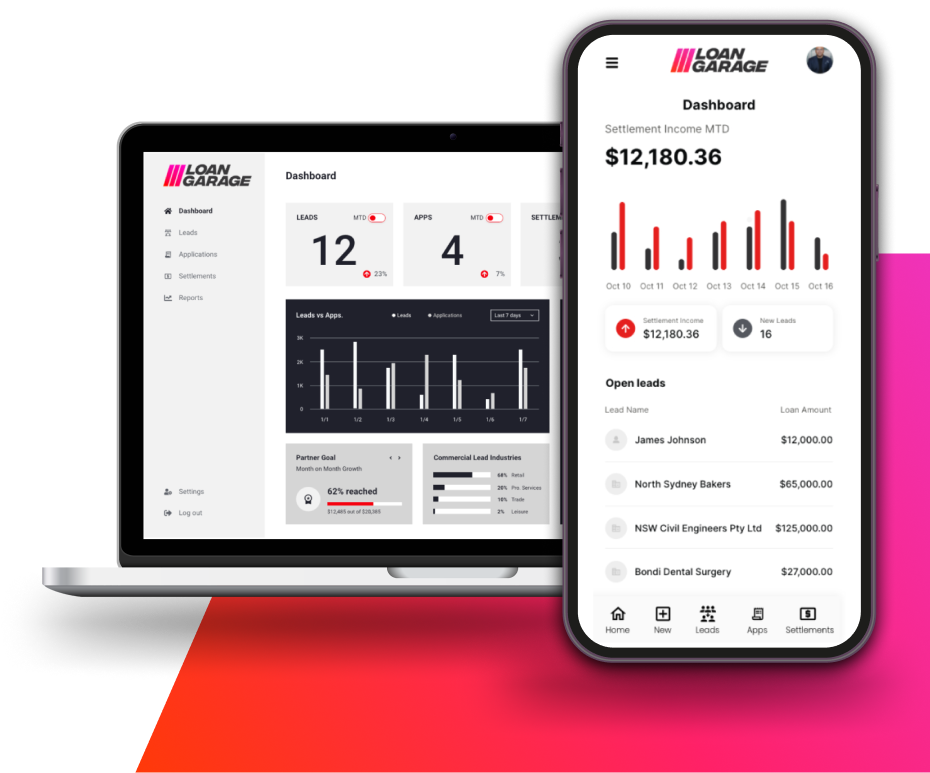 LOAN
GARAGE
Dashboard
Leads
Applications
Settlements
Reports
Settings
Log out
Dashboard
LEADS MTD
12
23%
APPS MTD
4
7%
SETTLEM
Leads vs Apps. Leads Applications Last 7 days
3K
2K
1K
0
1/1 1/2 1/3 1/4 1/5 1/6 1/7
Partner Goal
Month on Month Growth
62% reached
$12,485 out of $20,385
Commercial Lead Industries
68% Retail
20% Pro. Services
10% Trade
2% Leisure
LOAN
GARAGE
Dashboard
Settlement Income MTD
$12,180.36
Oct 10 Oct 11 Oct 12 Oct 13 Oct 14 Oct 15 Oct 16
Settlement Income
$12,180.36
New Leads
16
Open leads
Lead Name Loan Amount
James Johnson $12,000.00
North Sydney Bakers $65,000.00
NSW Civil Engineers Pty Ltd $125,000.00
Bondi Dental Surgery $27,000.00
Home New Leads Apps Settlements